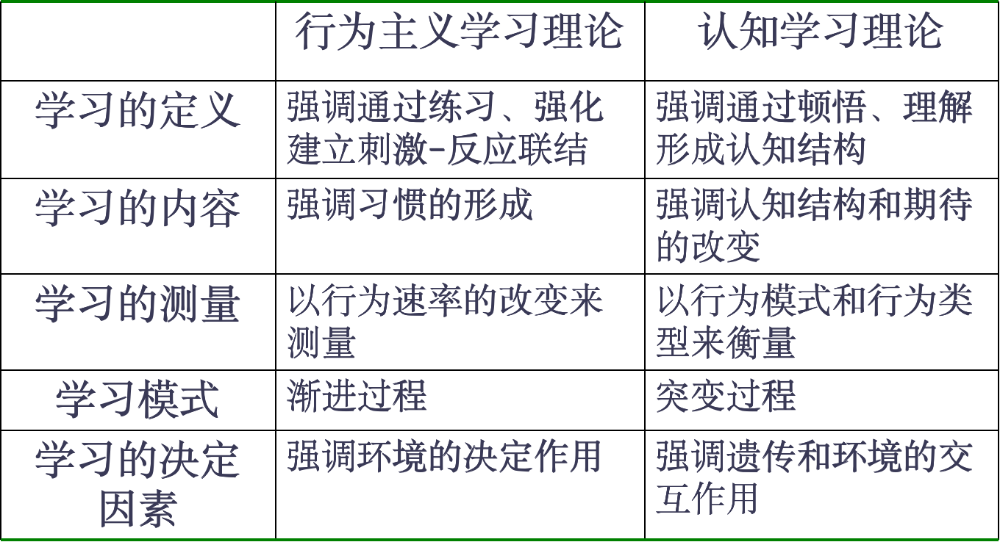 行为主义学习理论
认知学习理论
学习的定义
强调通过练习、强化
建立刺激-反应联结
强调通过顿悟、理解
形成认知结构
学习的内容
强调习惯的形成
强调认知结构和期待
的改变
学习的测量
以行为速率的改变来
测量
以行为模式和行为类
型来衡量
学习模式
渐进过程
突变过程
学习的决定
因素
强调环境的决定作用
强调遗传和环境的交
互作用